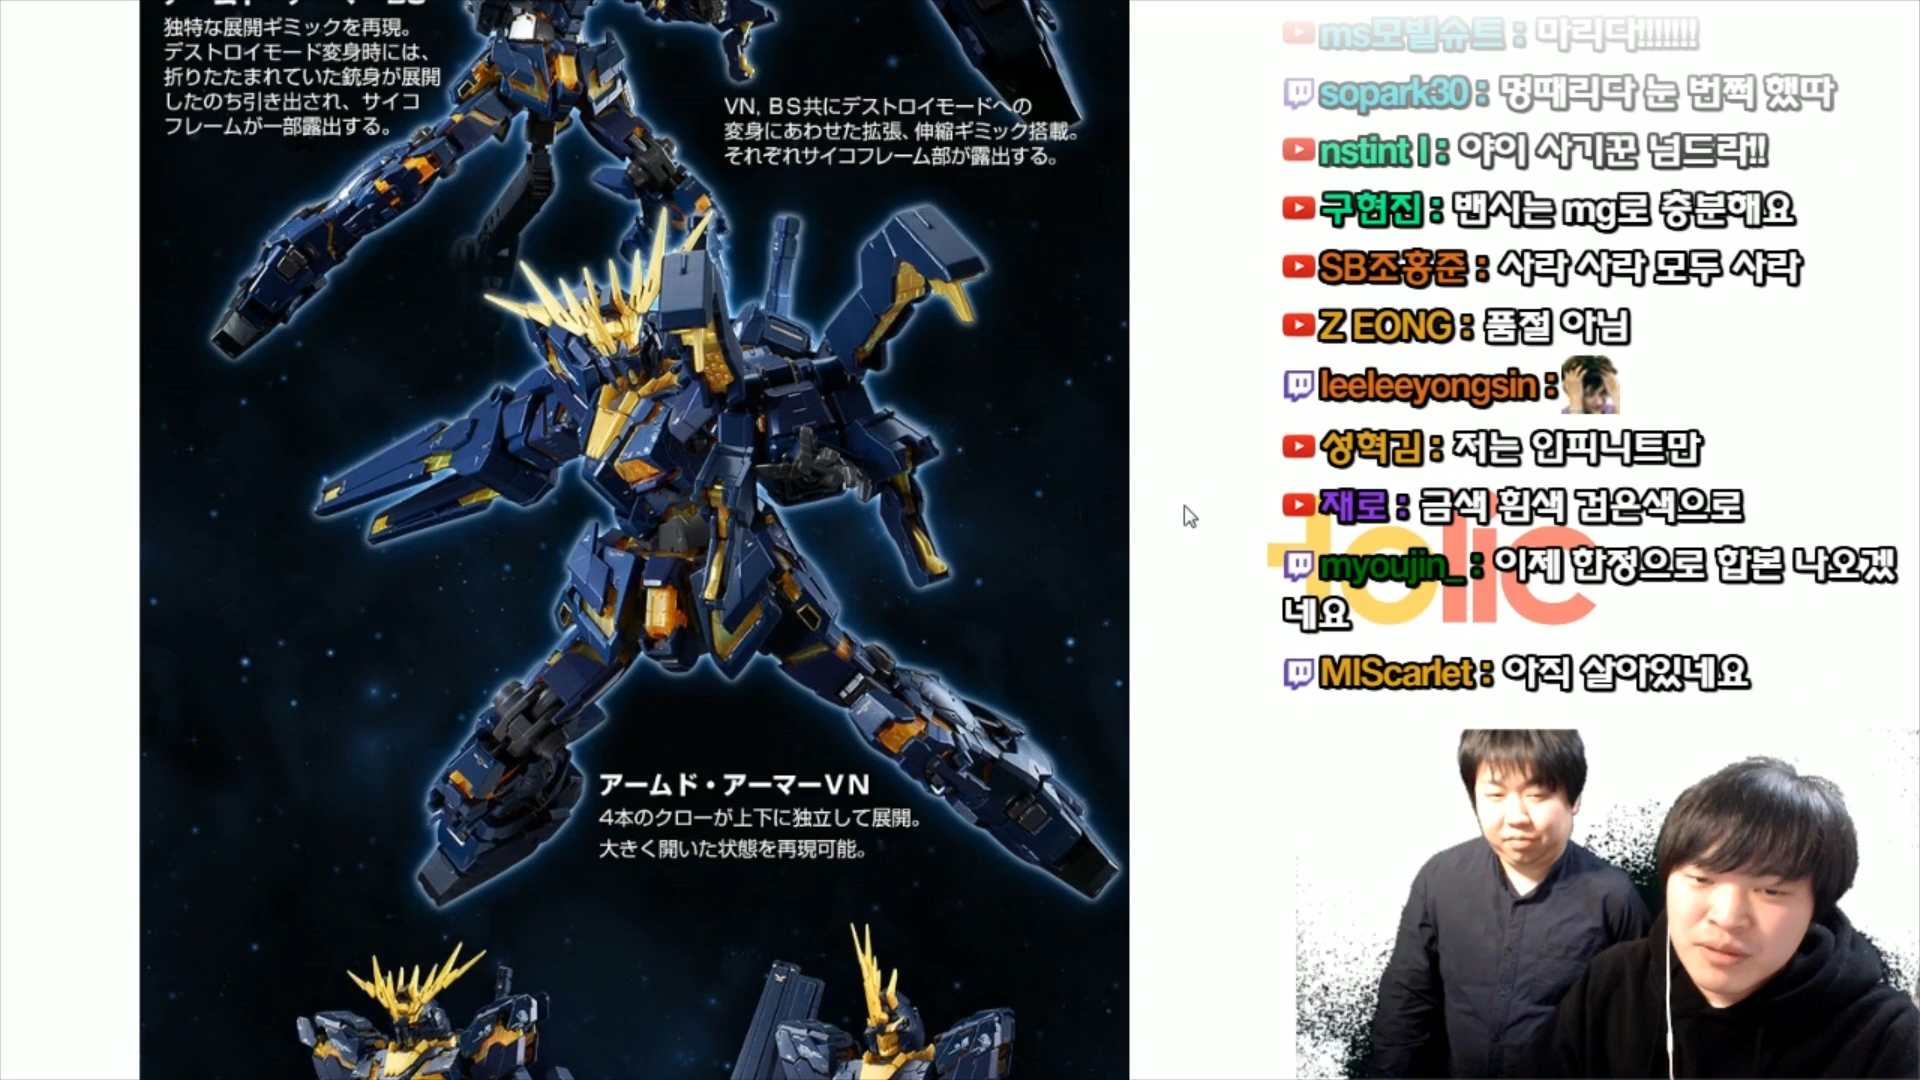 独特な展開ギミックを再現。
デストロイモード変身時には、
折りたたまれていた銃身が展開
したのち引き出され、サイコ
フレームが一部露出する。
VN, BS共にデストロイモードへの
変身にあわせた拡張、伸縮ギミック搭載。
それぞれサイコフレーム部が露出する。
アームド・アーマーVN
4本のクローが上下に独立して展開。
大きく開いた状態を再現可能。
ms모빌슈트 : 마리다!!!!!!!
sopark30 : 멍때리다 눈 번쩍 했따
nstint l : 야이 사기꾼 넘드라!!
구현진 : 밴시는 mg로 충분해요
SB조홍준 : 사라 사라 모두 사라
Z EONG : 품절 아님
leeleeyongsin :
성혁김 : 저는 인피니트만
재로 : 금색 흰색 검은색으로
myoujin_ : 이제 한정으로 합본 나오겠
네요
MIScarlet : 아직 살아있네요